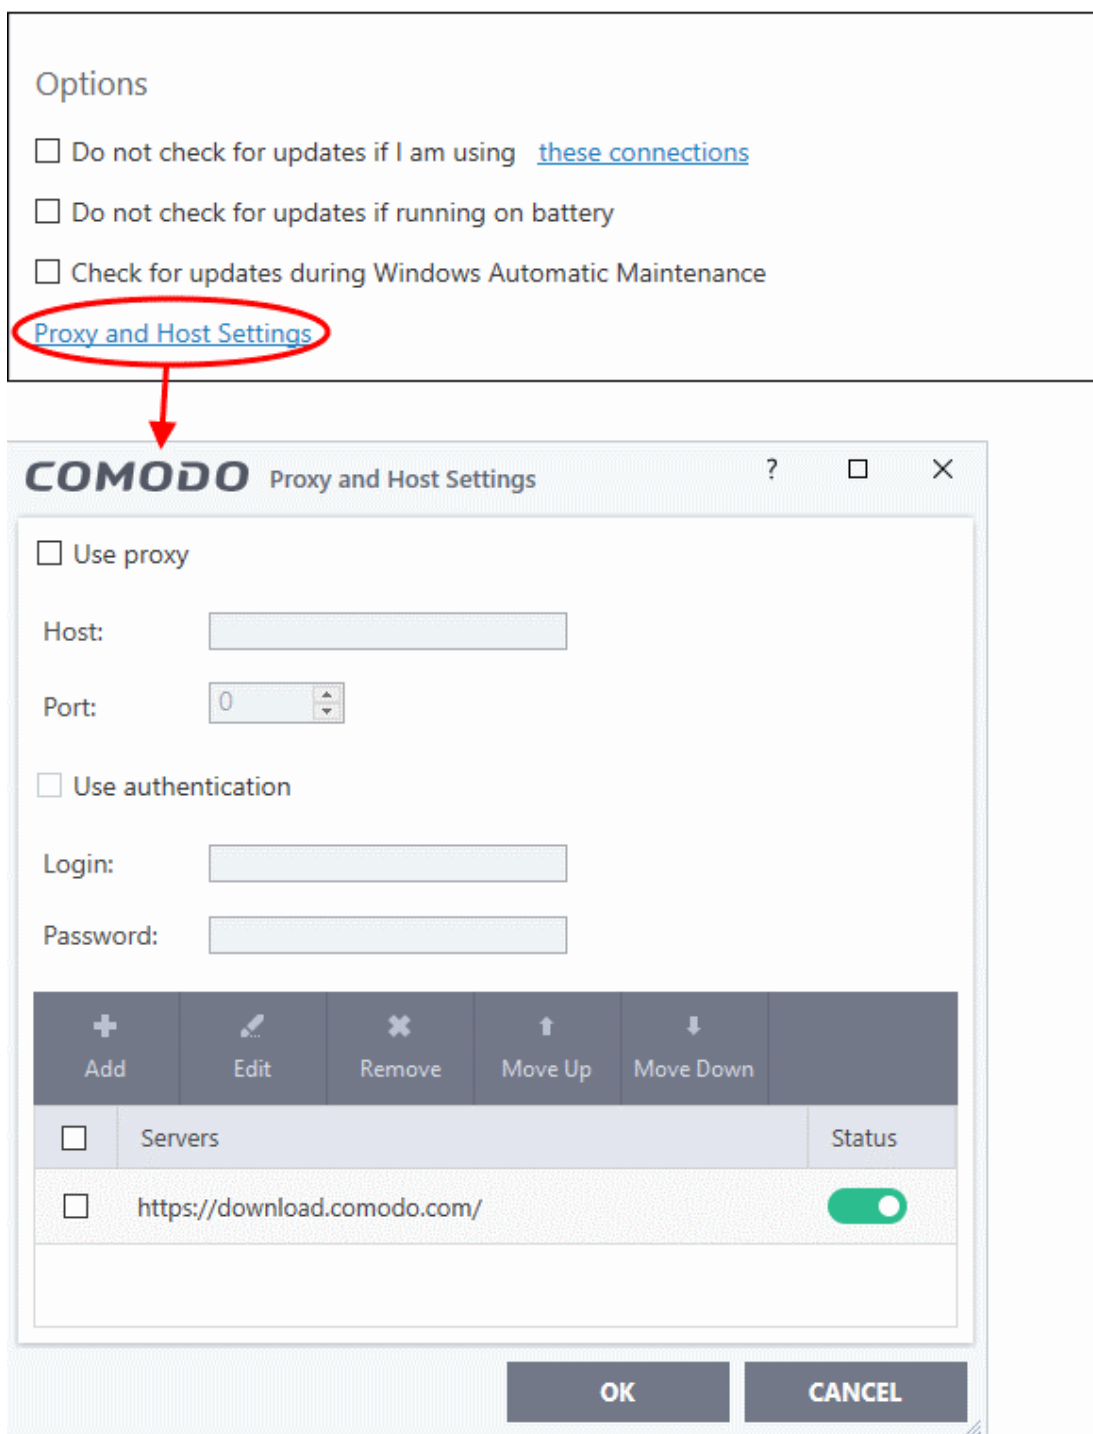 Options
Do not check for updates if I am using these connections
Do not check for updates if running on battery
Check for updates during Windows Automatic Maintenance
Proxy and Host Settings
COMODO Proxy and Host Settings ?
Use proxy
Host:
Port: 0
Use authentication
Login:
Password:
Add Edit Remove Move Up Move Down
Servers Status
https://download.comodo.com/
OK CANCEL